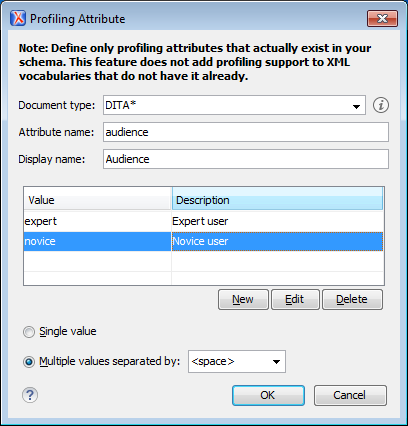 Profiling Attribute
Note: Define only profiling attributes that actually exist in your
schema. This feature does not add profiling support to XML
vocabularies that do not have it already.
Document type: DITA*
Attribute name: audience
Display name: Audience
Value Description
expert Expert user
novice Novice user
New Edit Delete
Single value
Multiple values separated by: <space>
OK Cancel